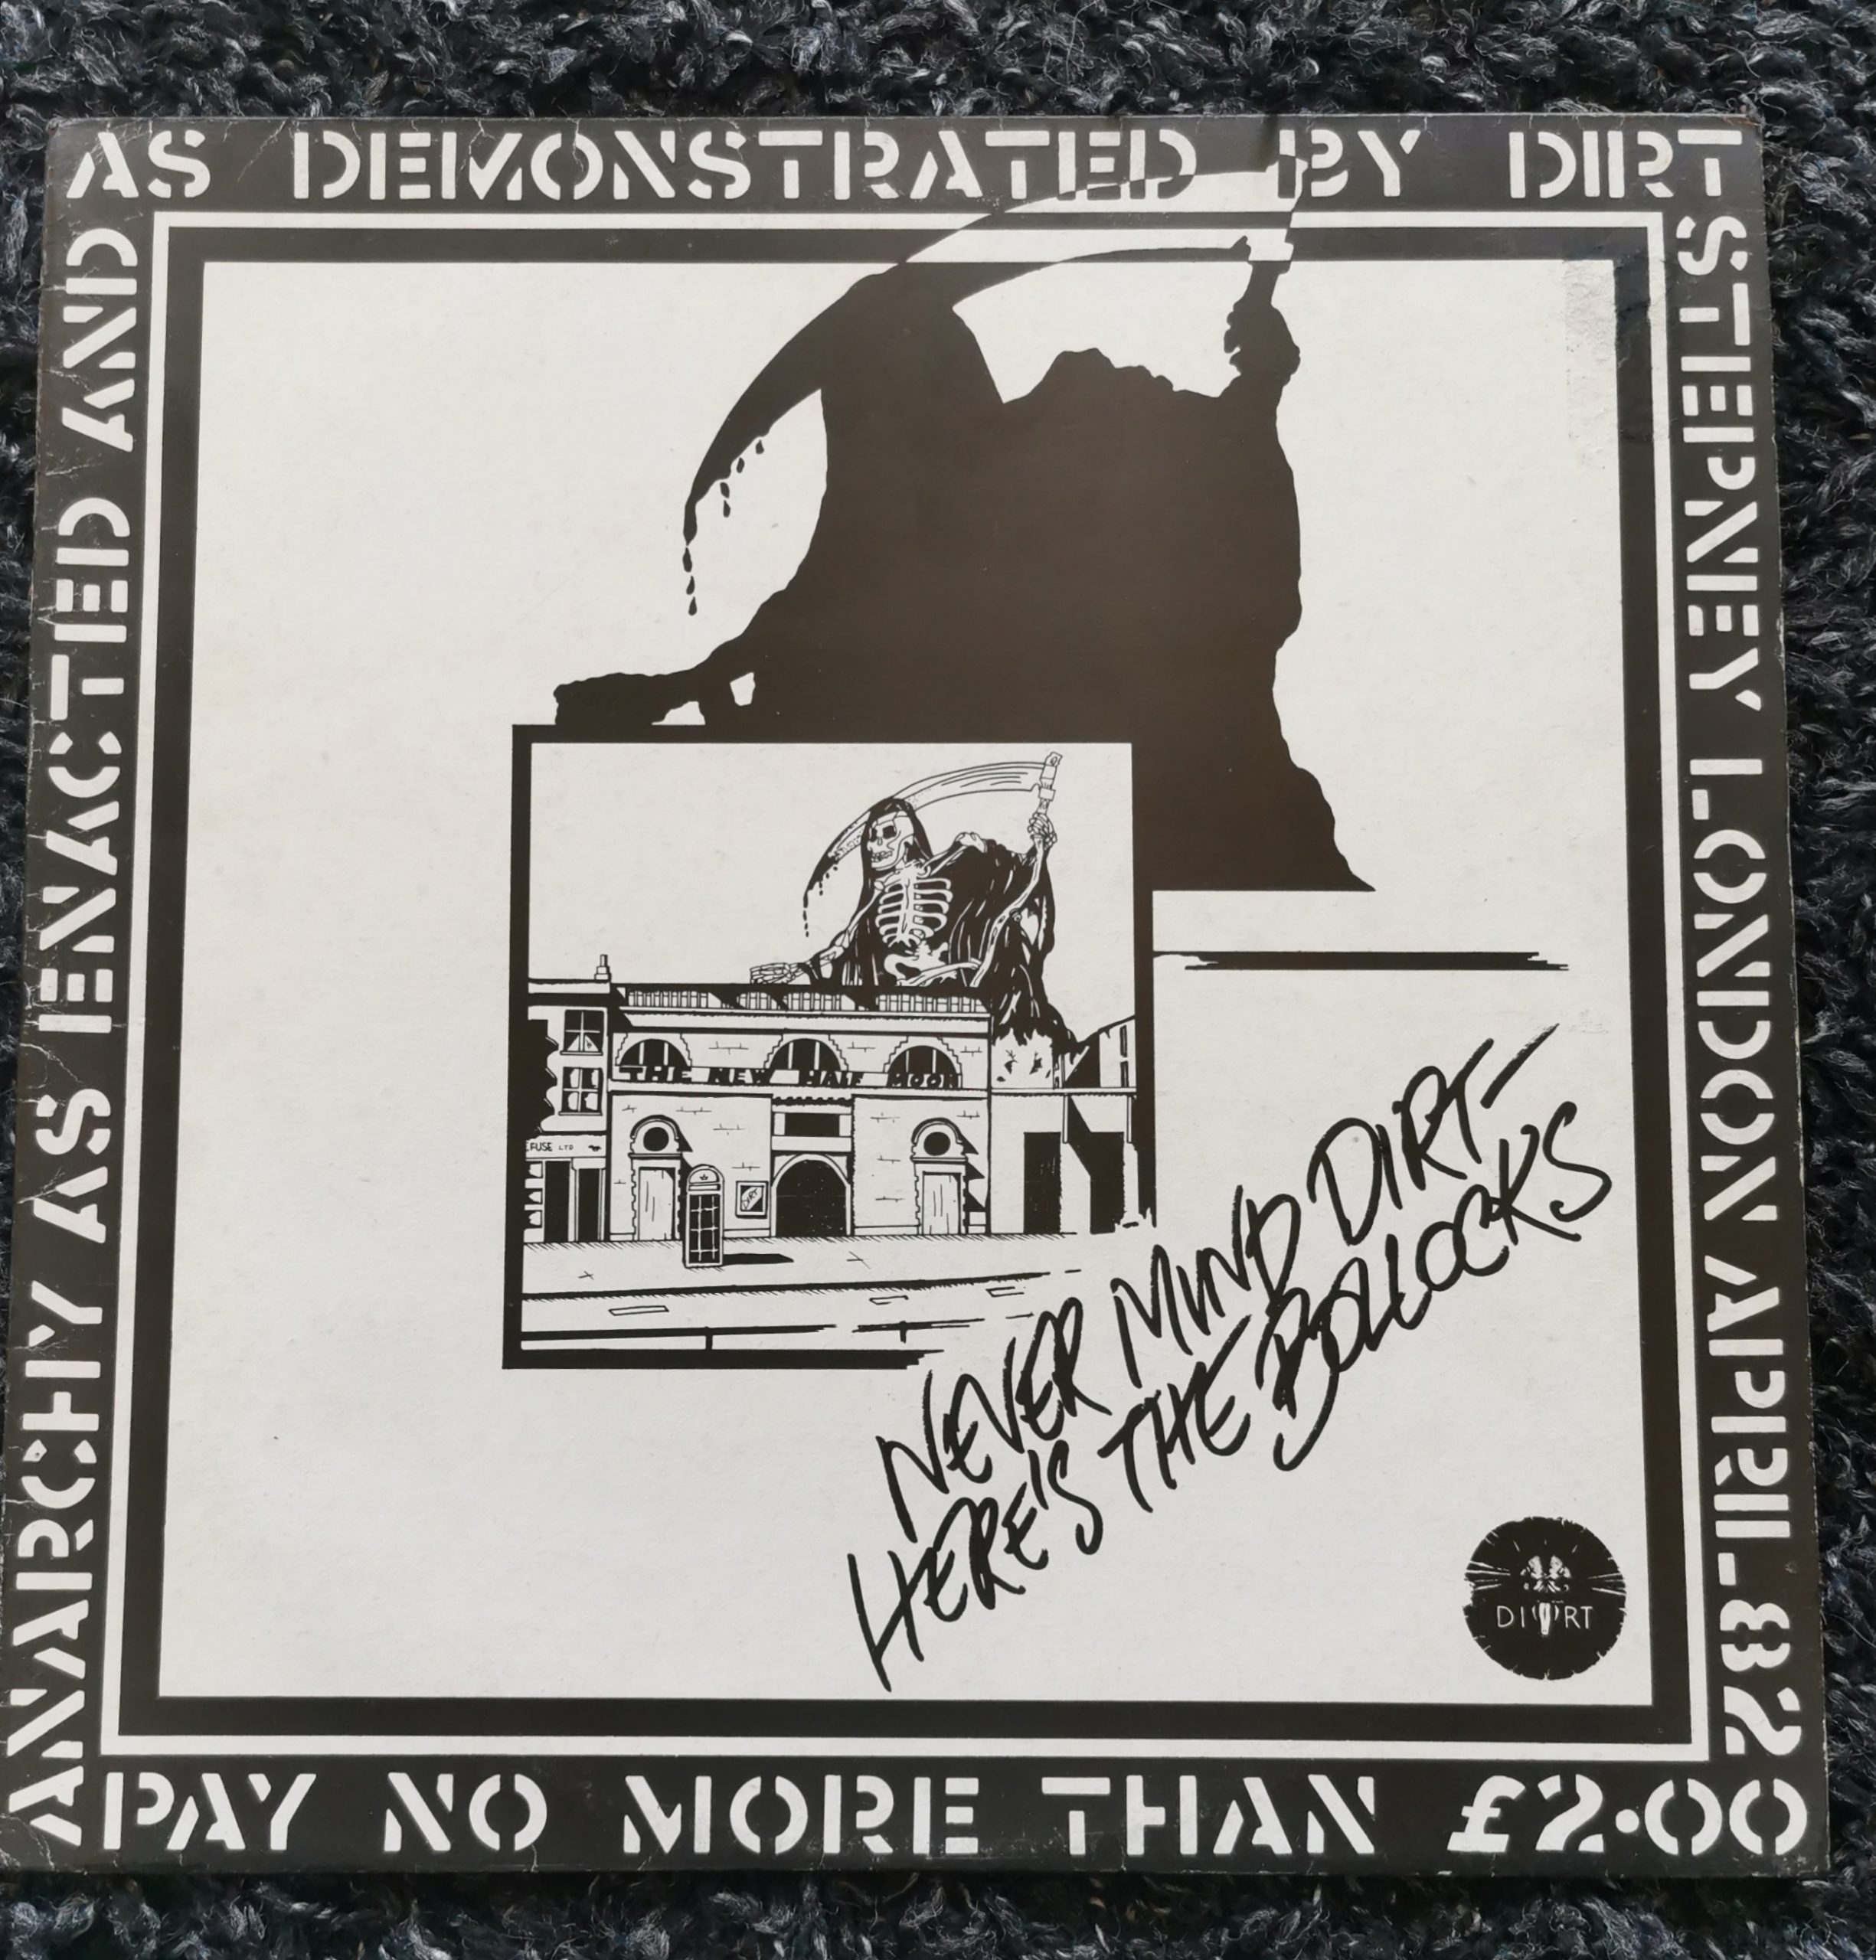 ANARCHY AS ENACTED AND
AS DEMONSTRATED BY DIRT
STEPNEY LONDON APRIL 82
THE NEW HALF MOON
FUSE LTD
DIRT
NEVER MIND DIRT-
HERE'S THE BOLLOCKS
DIRT
PAY NO MORE THAN £2.00